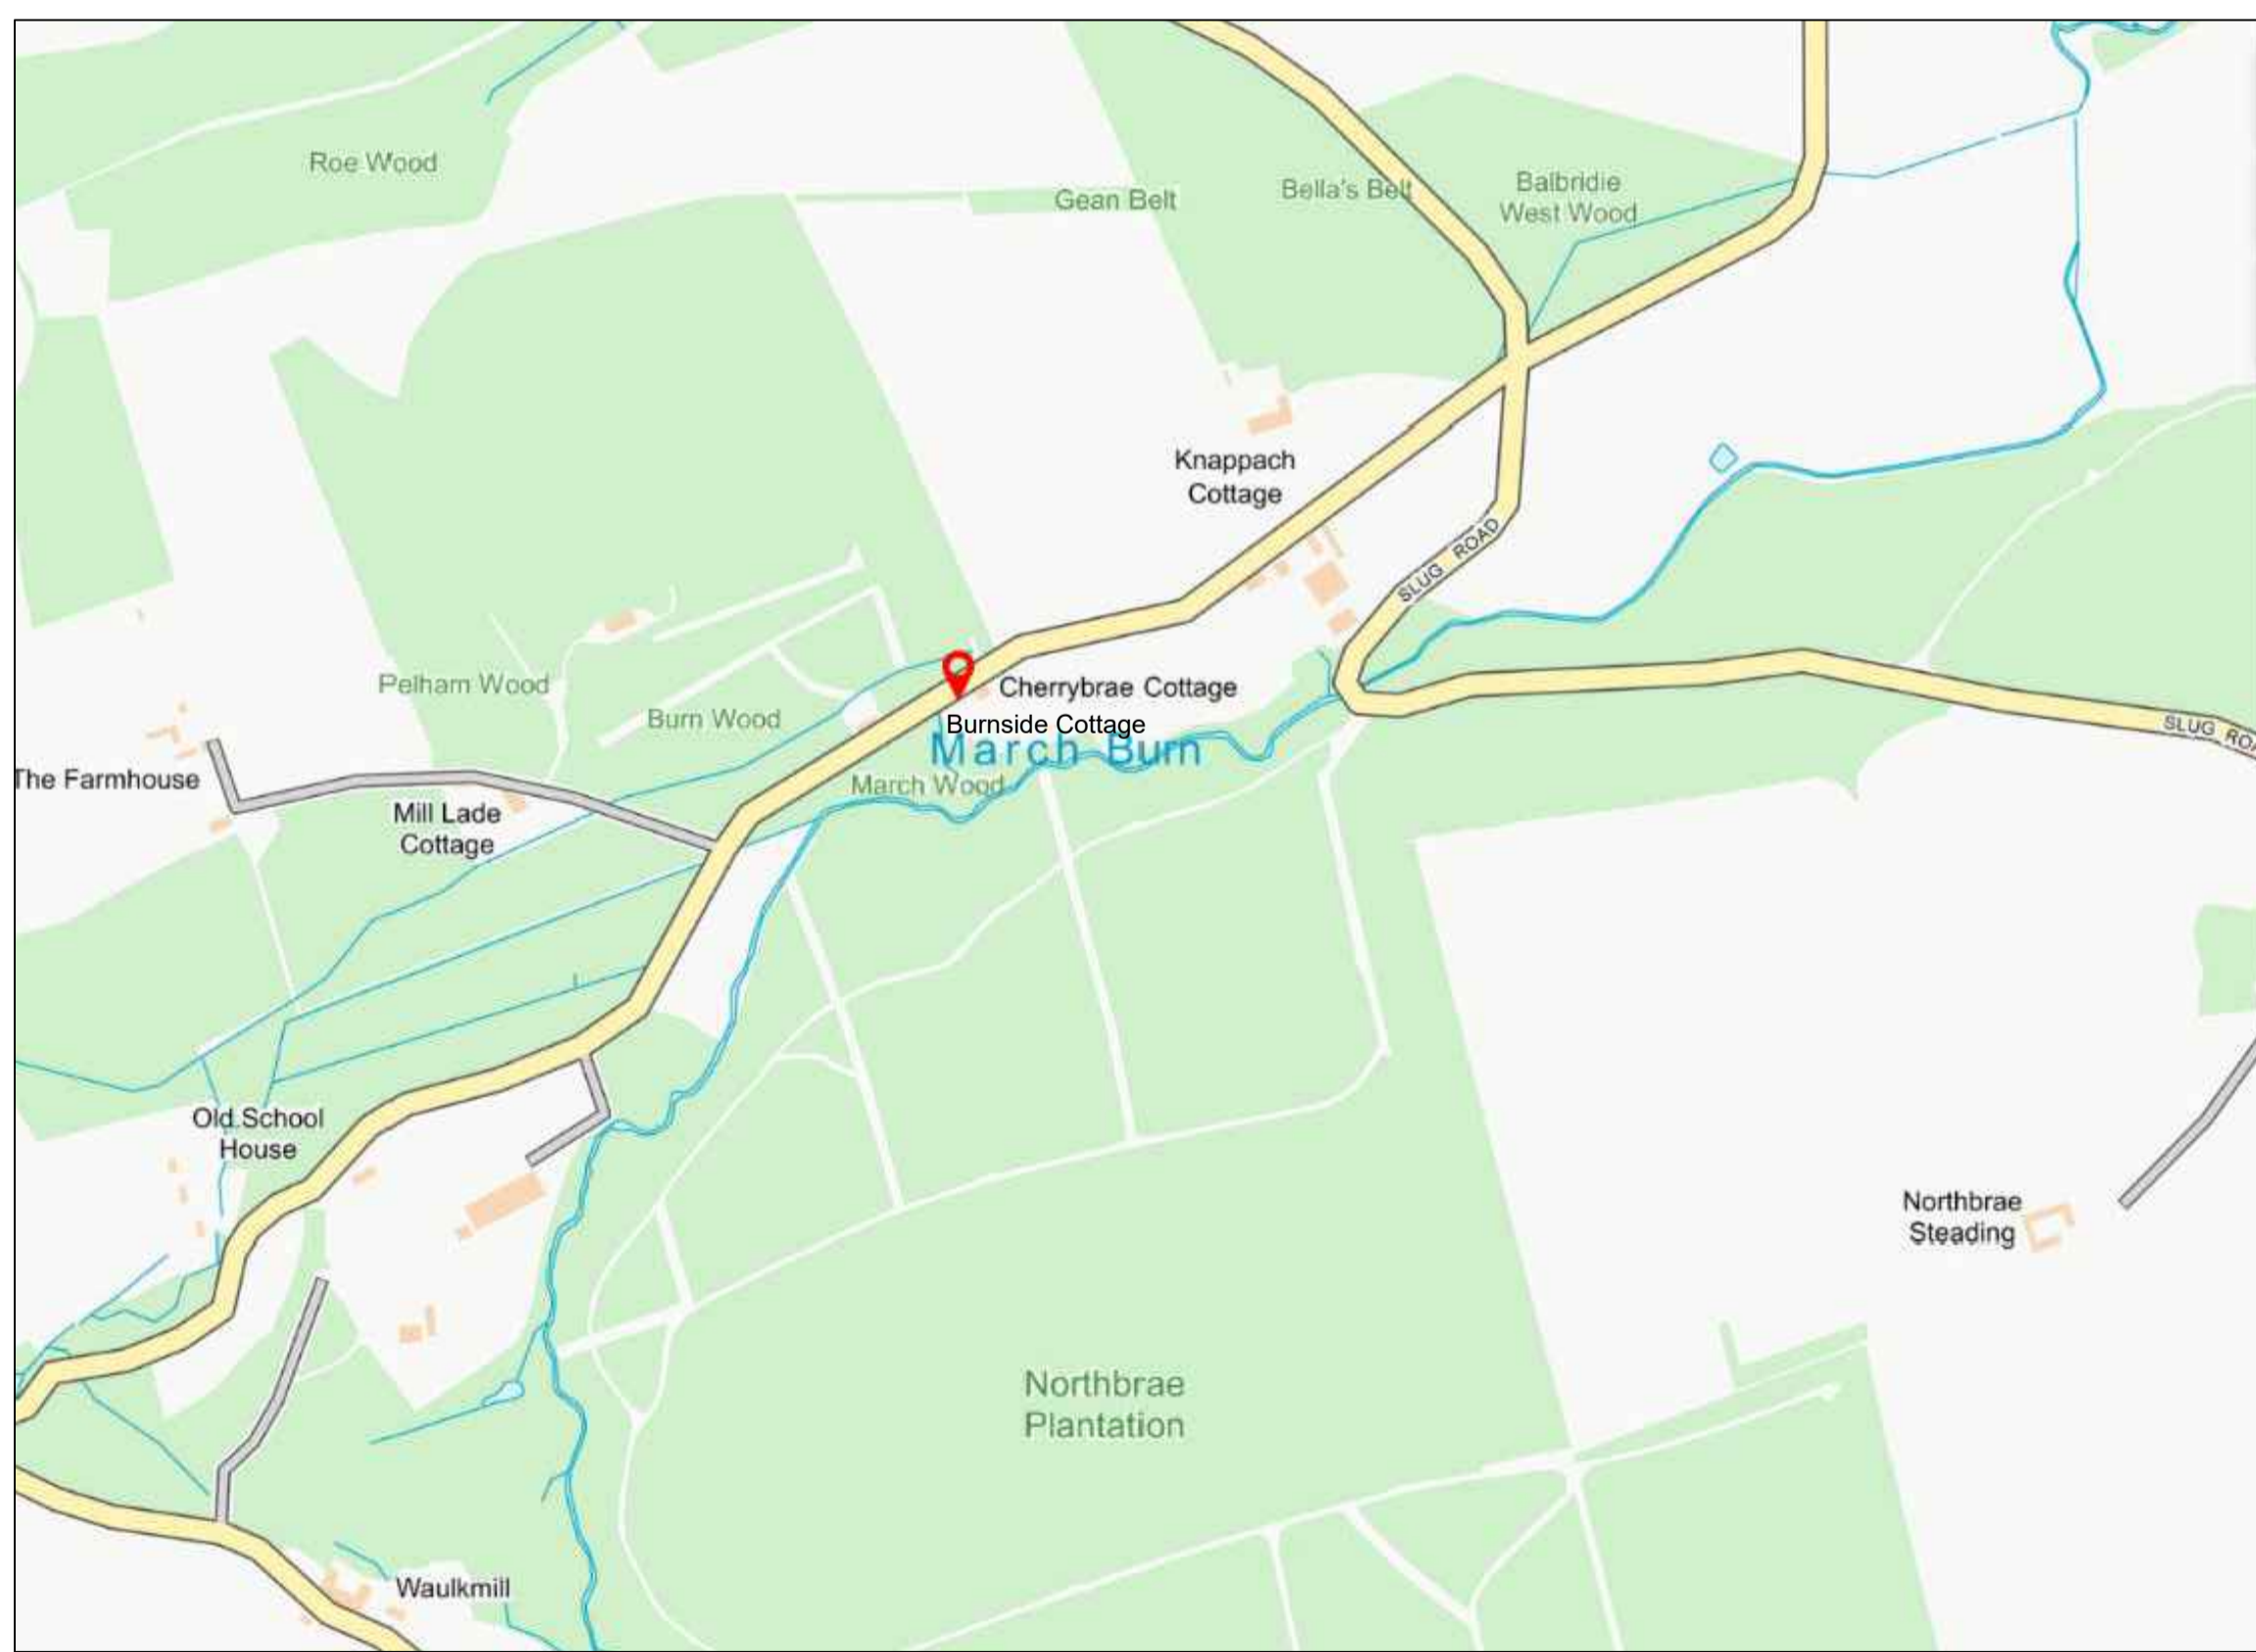 Roe Wood
Gean Belt
Bella's Belt
Balbridie
West Wood
Knappach
Cottage
SLUG ROAD
Pelham Wood
Burn Wood
Cherrybrae Cottage
Burnside Cottage
March Burn
March Wood
SLUG ROA
The Farmhouse
Mill Lade
Cottage
Old School
House
Northbrae
Steading
Northbrae
Plantation
Waulkmill